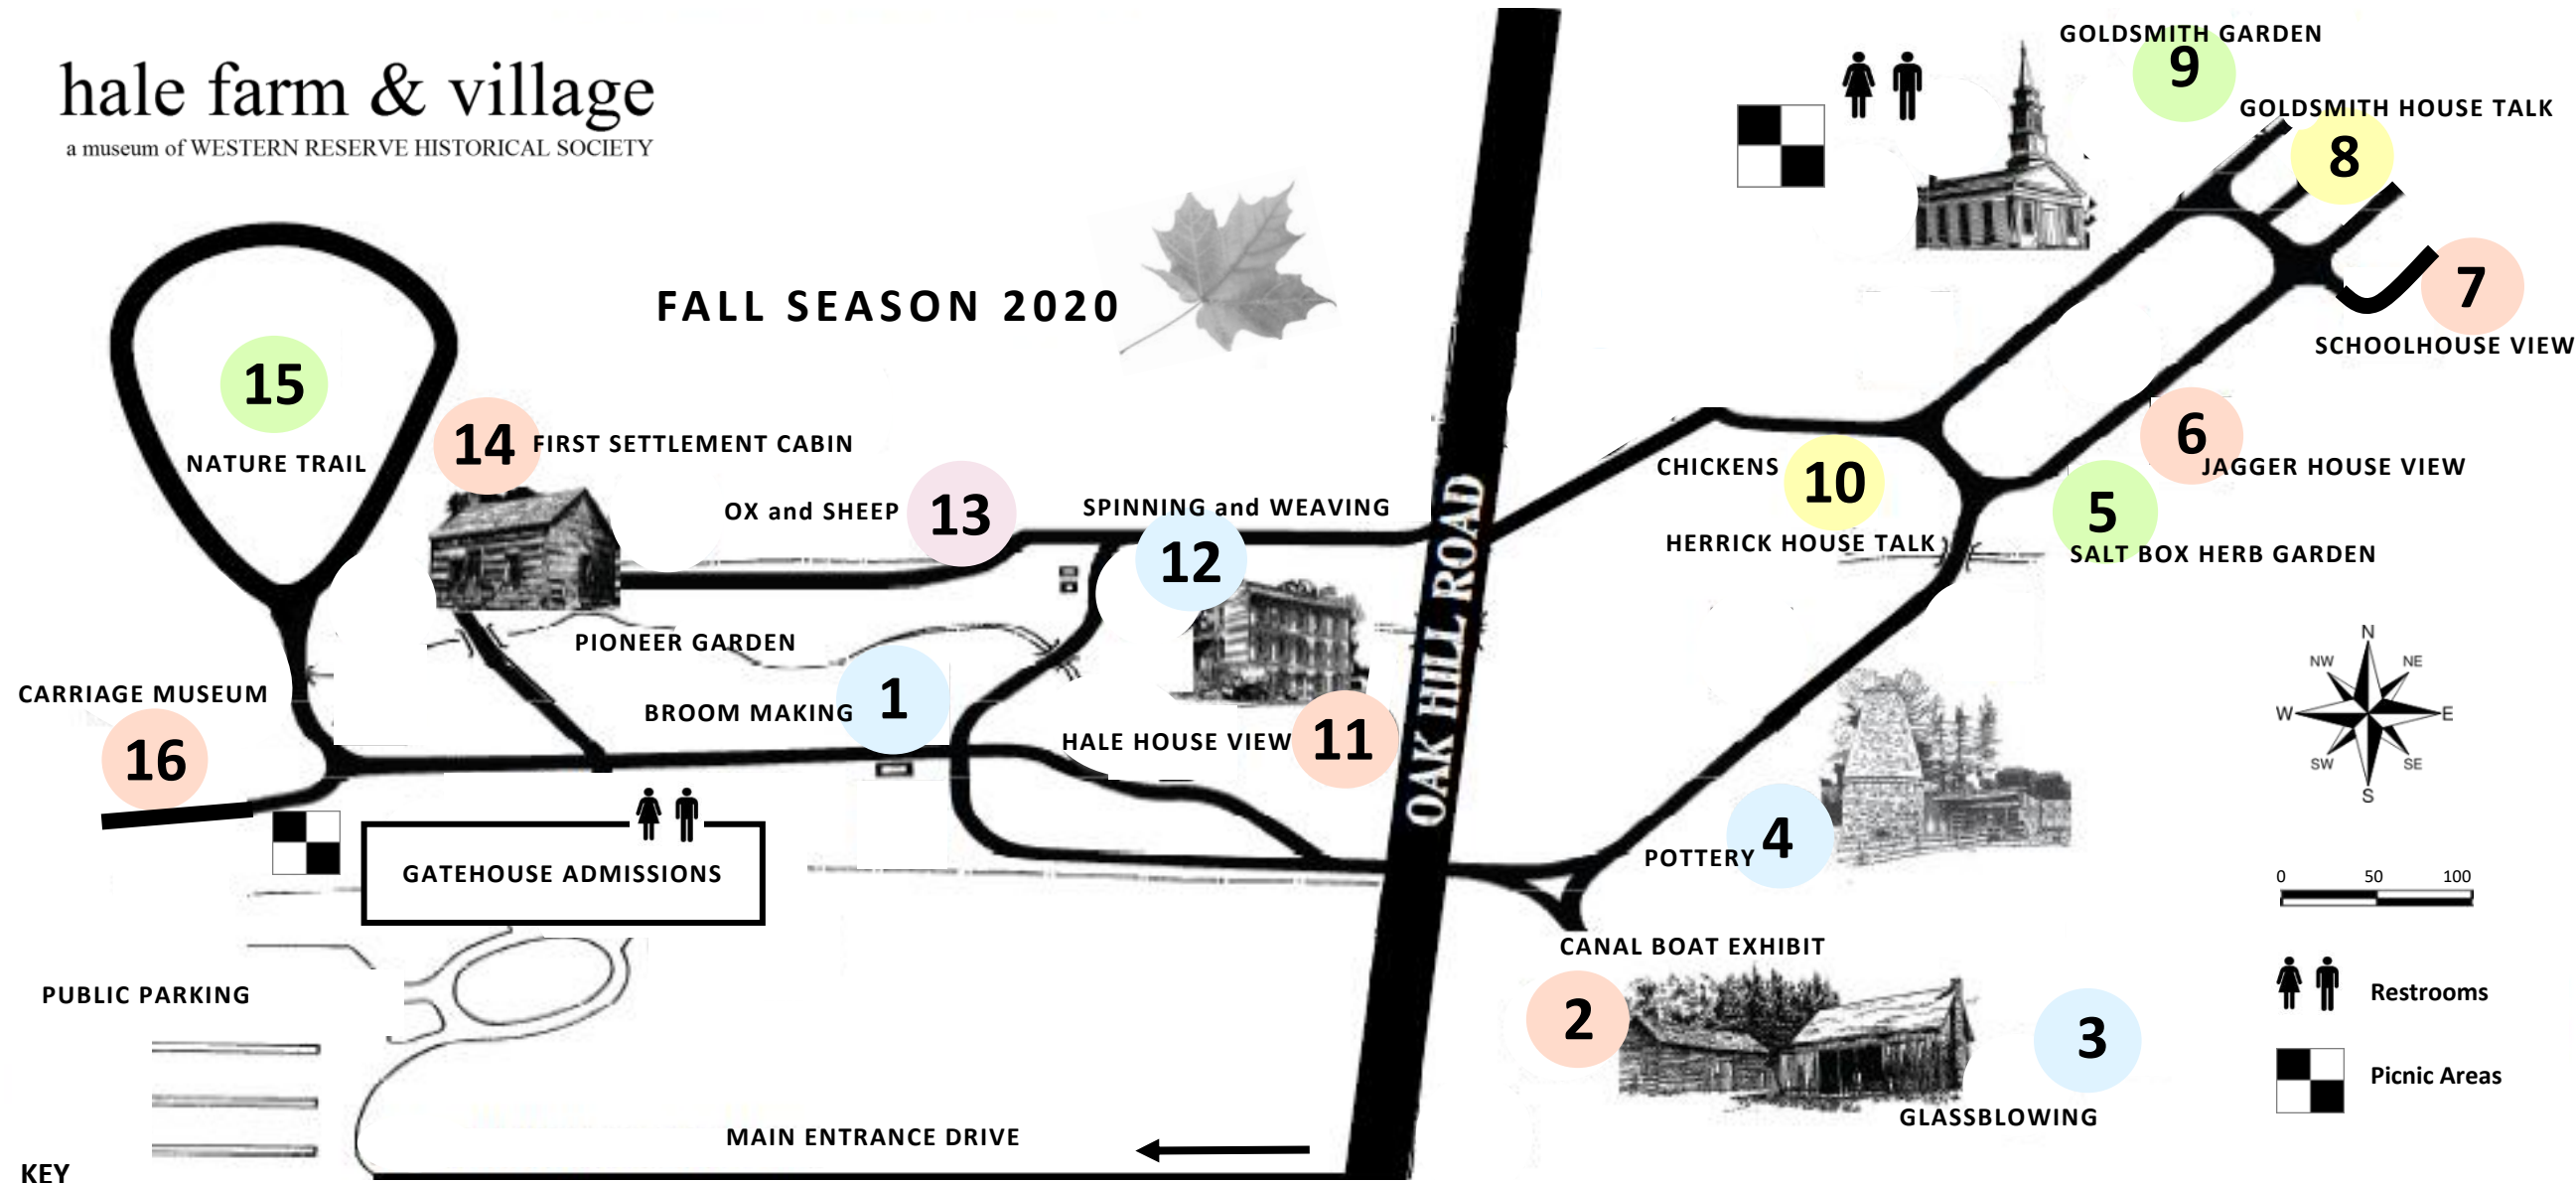 hale farm & village
a museum of WESTERN RESERVE HISTORICAL SOCIETY
FALL SEASON 2020
GOLDSMITH GARDEN
9
GOLDSMITH HOUSE TALK
8
7
SCHOOLHOUSE VIEW
6
JAGGER HOUSE VIEW
5
SALT BOX HERB GARDEN
CHICKENS
10
HERRICK HOUSE TALK
15
NATURE TRAIL
14
FIRST SETTLEMENT CABIN
OX and SHEEP
13
SPINNING and WEAVING
12
OAK HILL ROAD
PIONEER GARDEN
BROOM MAKING
1
HALE HOUSE VIEW
11
CARRIAGE MUSEUM
16
GATEHOUSE ADMISSIONS
POTTERY
4
CANAL BOAT EXHIBIT
2
3
GLASSBLOWING
N
NW
NE
W
E
SW
SE
S
0 50 100
Restrooms
Picnic Areas
PUBLIC PARKING
MAIN ENTRANCE DRIVE
KEY